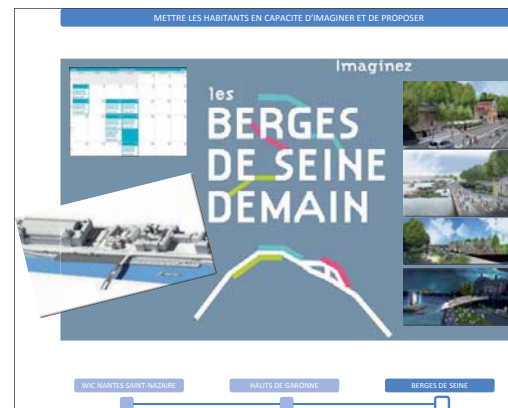 METTRE LES HABITANTS EN CAPACITE D'IMAGINER ET DE PROPOSER
Imaginez
les
BERGES
DE SEINE
DEMAIN
WIC NANTES SAINT-NAZAIRE
HAUTS DE GARONNE
BERGES DE SEINE